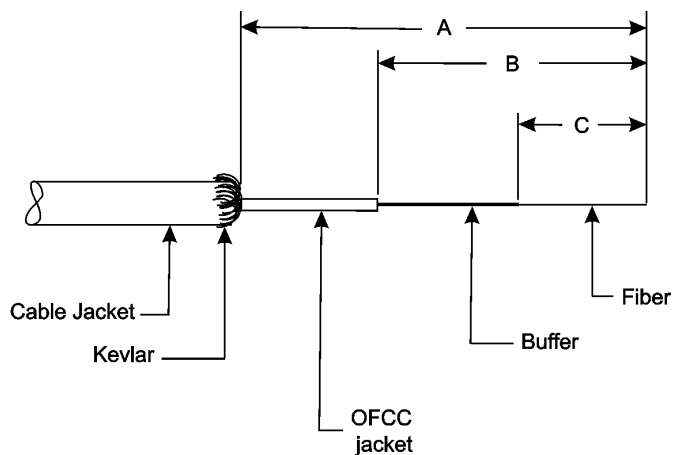 A
B
C
Cable Jacket
Kevlar
OFCC
jacket
Buffer
Fiber